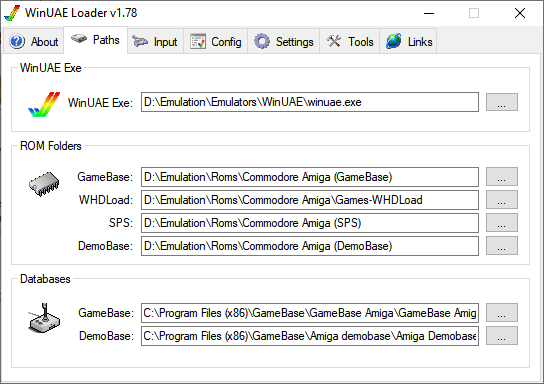 WinUAE Loader v1.78
About Paths Input Config Settings Tools Links
WinUAE Exe
WinUAE Exe: D:\Emulation\Emulators\WinUAE\winuae.exe ...
ROM Folders
GameBase: D:\Emulation\Roms\Commodore Amiga (GameBase) ...
WHDLoad: D:\Emulation\Roms\Commodore Amiga\Games-WHDLoad ...
SPS: D:\Emulation\Roms\Commodore Amiga (SPS) ...
DemoBase: D:\Emulation\Roms\Commodore Amiga (DemoBase) ...
Databases
GameBase: C:\Program Files (x86)\GameBase\GameBase Amiga\GameBase Amig ...
DemoBase: C:\Program Files (x86)\GameBase\Amiga demobase\Amiga Demobase ...